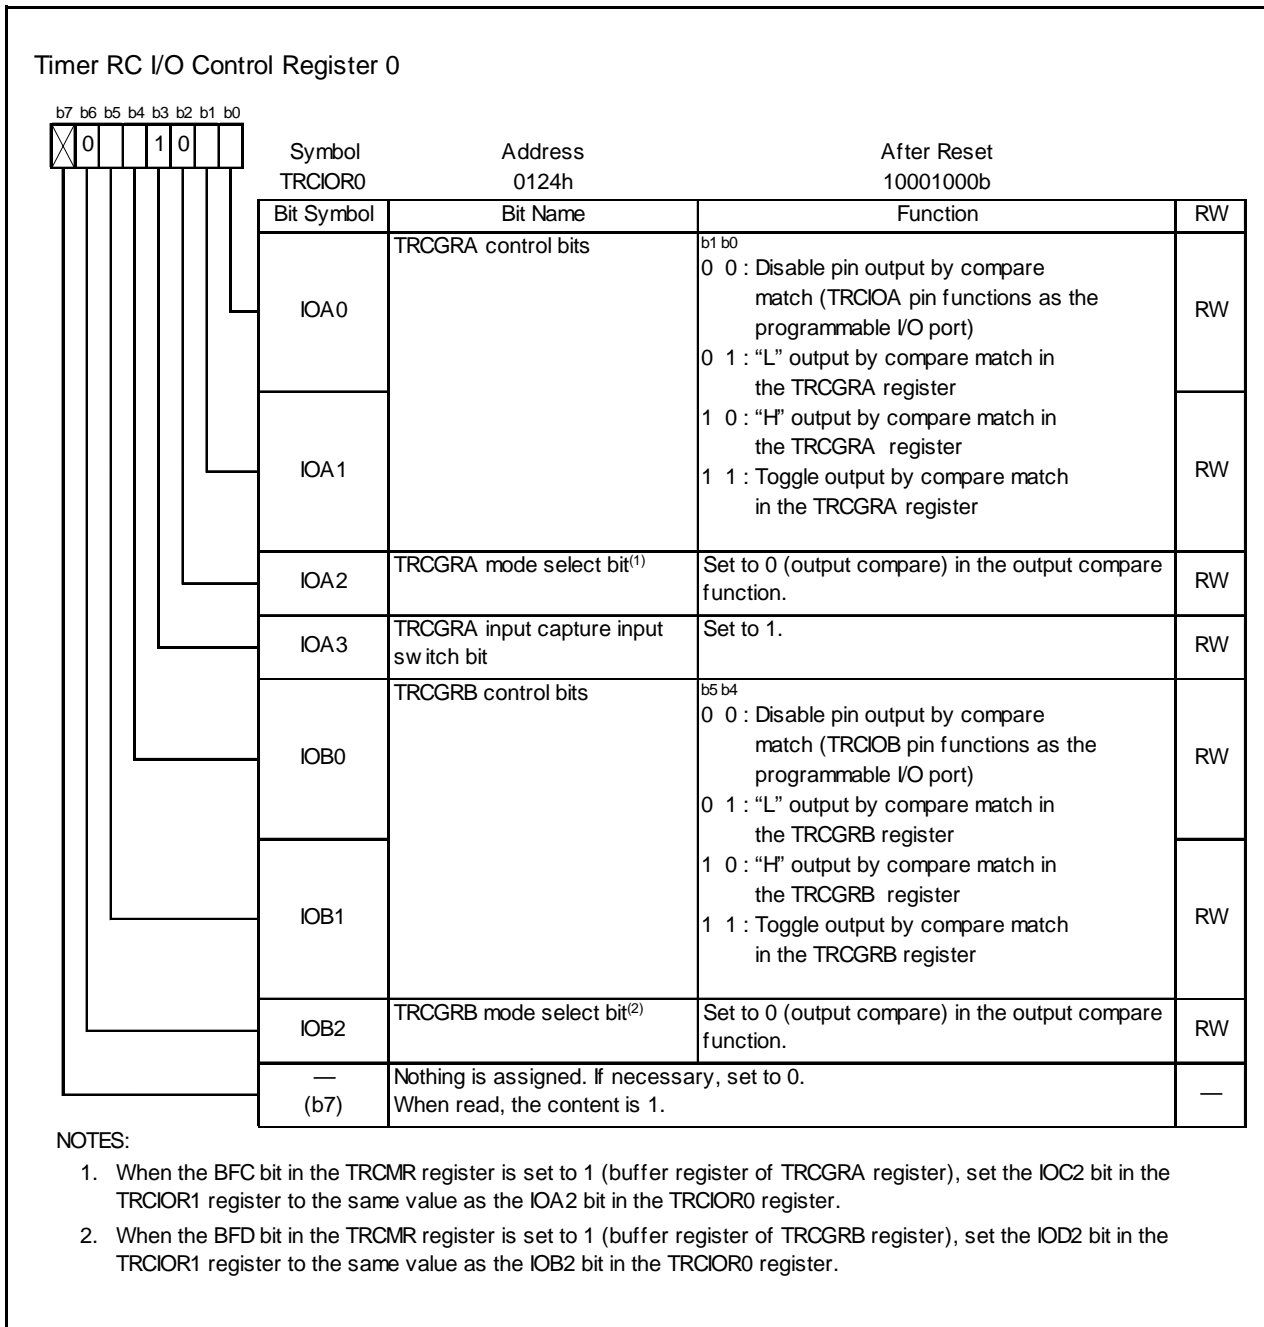 Timer RC I/O Control Register 0
b7 b6 b5 b4 b3 b2 b1 b0
0 1 0
Symbol Address After Reset
TRCIOR0 0124h 10001000b
Bit Symbol Bit Name Function RW
IOA0 TRCGRA control bits b1 b0
0 0 : Disable pin output by compare
match (TRCIOA pin functions as the
programmable I/O port)
0 1 : “L” output by compare match in
the TRCGRA register
1 0 : “H” output by compare match in
the TRCGRA register
1 1 : Toggle output by compare match
in the TRCGRA register
RW
IOA1 RW
IOA2 TRCGRA mode select bit(1) Set to 0 (output compare) in the output compare
function.
RW
IOA3 TRCGRA input capture input
switch bit
Set to 1.
RW
IOB0 TRCGRB control bits b5 b4
0 0 : Disable pin output by compare
match (TRCIOB pin functions as the
programmable I/O port)
0 1 : “L” output by compare match in
the TRCGRB register
1 0 : “H” output by compare match in
the TRCGRB register
1 1 : Toggle output by compare match
in the TRCGRB register
RW
IOB1 RW
IOB2 TRCGRB mode select bit(2) Set to 0 (output compare) in the output compare
function.
RW
—
(b7)
Nothing is assigned. If necessary, set to 0.
When read, the content is 1.
—
NOTES:
1. When the BFC bit in the TRCMR register is set to 1 (buffer register of TRCGRA register), set the IOC2 bit in the
TRCIOR1 register to the same value as the IOA2 bit in the TRCIOR0 register.
2. When the BFD bit in the TRCMR register is set to 1 (buffer register of TRCGRB register), set the IOD2 bit in the
TRCIOR1 register to the same value as the IOB2 bit in the TRCIOR0 register.